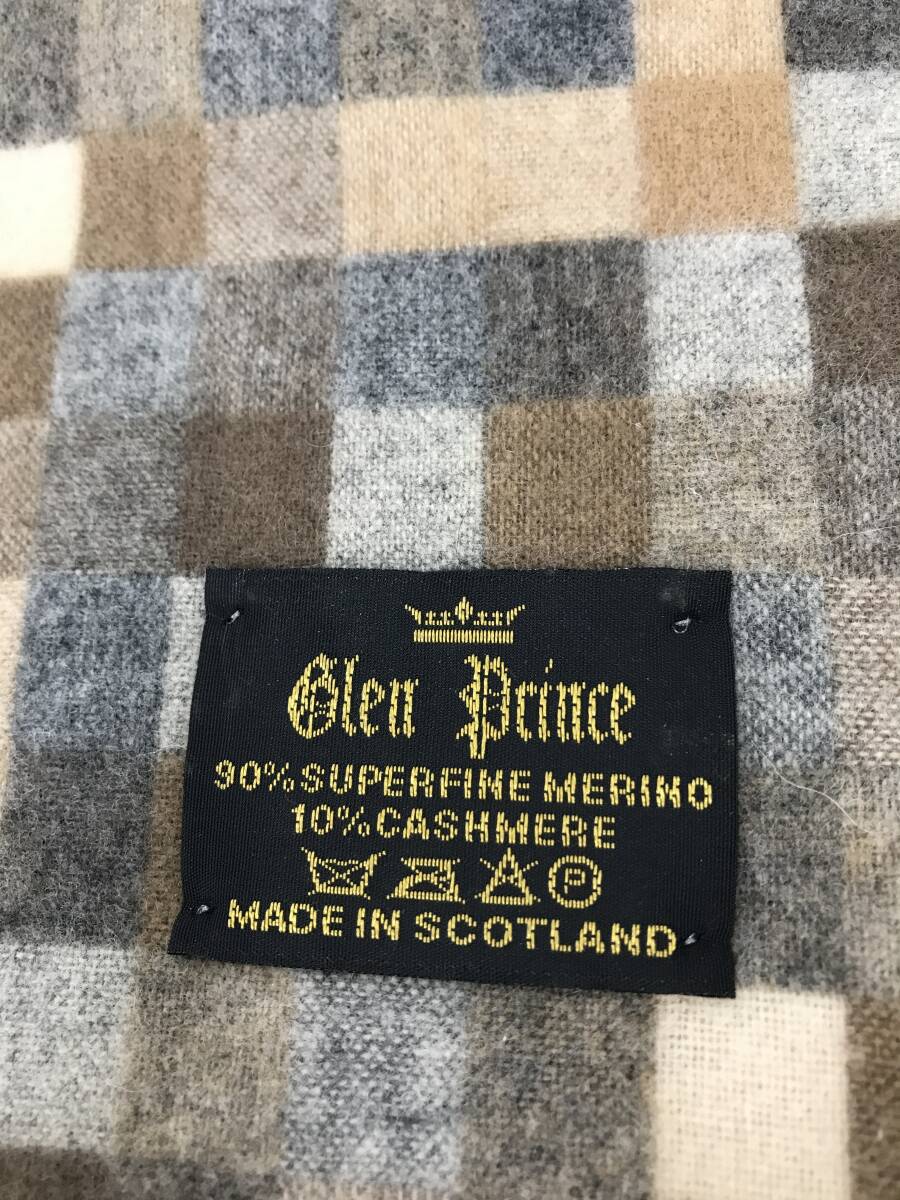 Glen Prince
90% SUPERFINE MERINO
10% CASHMERE
P
MADE IN SCOTLAND